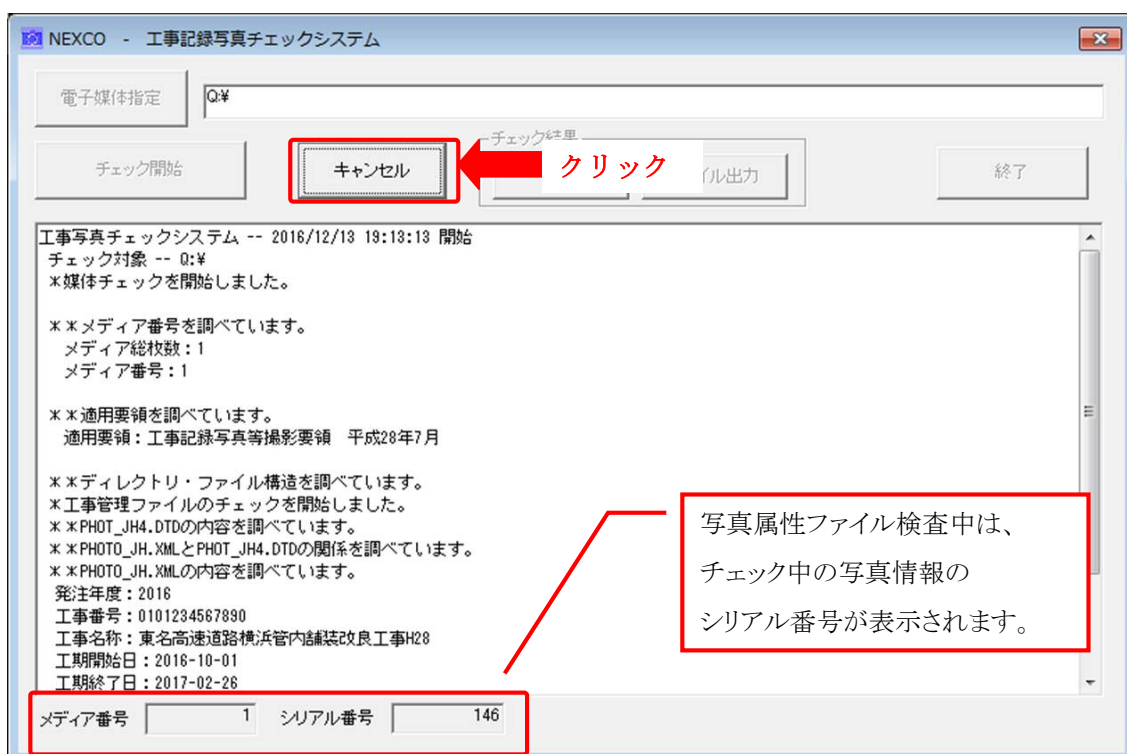 NEXCO - 工事記録写真チェックシステム
電子媒体指定
Q:¥
チェック開始
キャンセル
クリック
チェック結果
イル出力
終了
工事写真チェックシステム -- 2016/12/13 19:13:13 開始
チェック対象 -- Q:¥
*媒体チェックを開始しました。
**メディア番号を調べています。
メディア総枚数:1
メディア番号:1
**適用要領を調べています。
適用要領:工事記録写真等撮影要領 平成28年7月
**ディレクトリ・ファイル構造を調べています。
*工事管理ファイルのチェックを開始しました。
**PHOT_JH4.DTDの内容を調べています。
**PHOTO_JH.XMLとPHOT_JH4.DTDの関係を調べています。
**PHOTO_JH.XMLの内容を調べています。
発注年度:2016
工事番号:0101234567890
工事名称:東名高速道路横浜管内舗装改良工事H28
工期開始日:2016-10-01
工期終了日:2017-02-26
写真属性ファイル検査中は、
チェック中の写真情報の
シリアル番号が表示されます。
メディア番号 1 シリアル番号 146